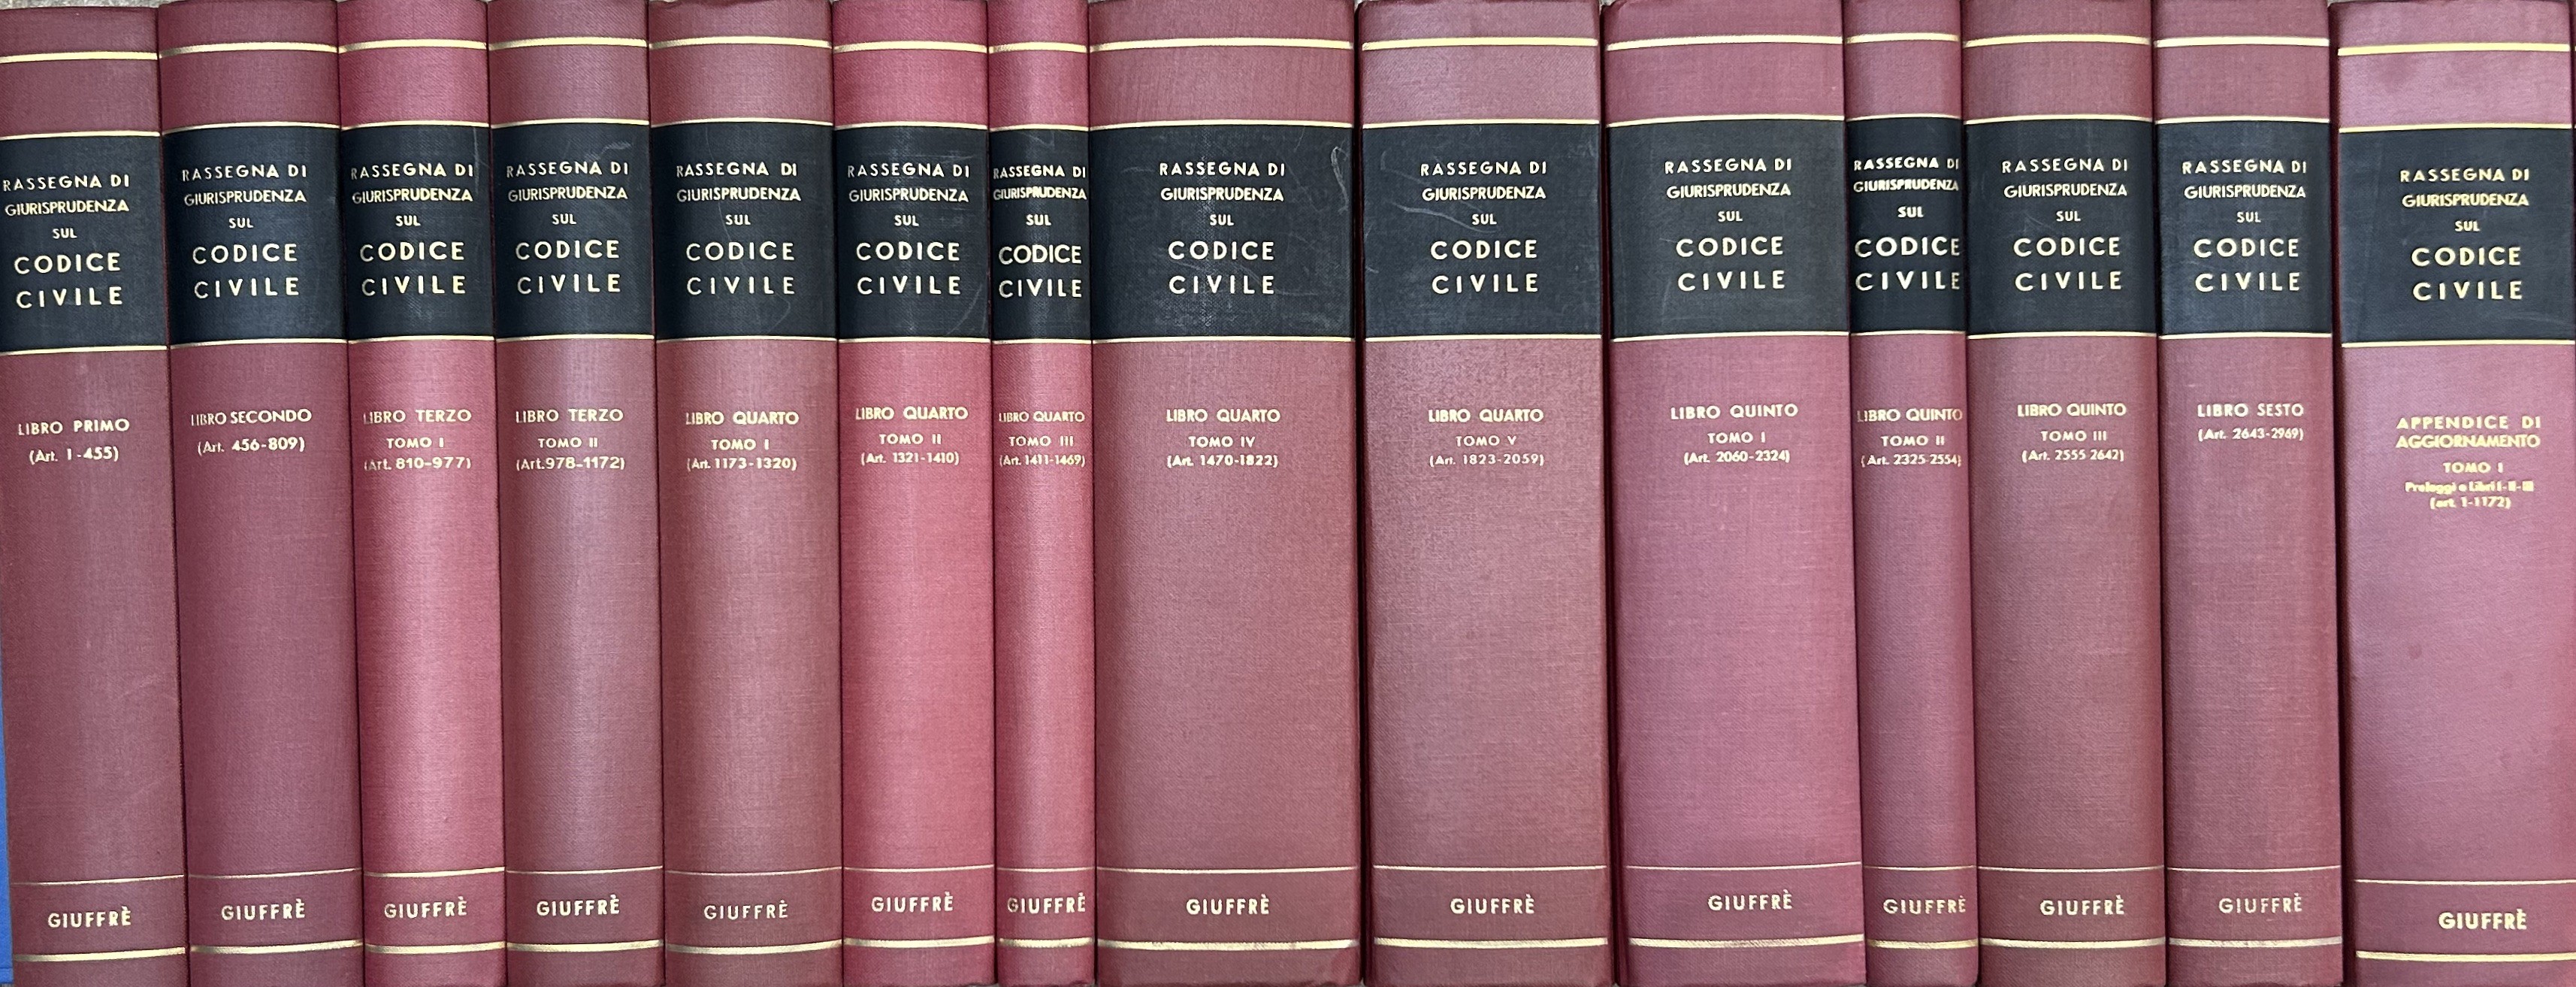 RASSEGNA DI
GIURISPRUDENZA
SUL
CODICE
CIVILE
LIBRO PRIMO
(Art. 1-455)
GIUFFRÈ
RASSEGNA DI
GIURISPRUDENZA
SUL
CODICE
CIVILE
LIBRO SECONDO
(Art. 456-809)
GIUFFRÈ
RASSEGNA DI
GIURISPRUDENZA
SUL
CODICE
CIVILE
LIBRO TERZO
TOMO I
(Art. 810-977)
GIUFFRÈ
RASSEGNA DI
GIURISPRUDENZA
SUL
CODICE
CIVILE
LIBRO TERZO
TOMO II
(Art.978-1172)
GIUFFRÈ
RASSEGNA DI
GIURISPRUDENZA
SUL
CODICE
CIVILE
LIBRO QUARTO
TOMO I
(Art. 1173-1320)
GIUFFRÈ
RASSEGNA DI
GIURISPRUDENZA
SUL
CODICE
CIVILE
LIBRO QUARTO
TOMO II
(Art. 1321-1410)
GIUFFRÈ
RASSEGNA DI
GIURISPRUDENZA
SUL
CODICE
CIVILE
LIBRO QUARTO
TOMO III
(Art. 1411-1469)
GIUFFRÈ
RASSEGNA DI
GIURISPRUDENZA
SUL
CODICE
CIVILE
LIBRO QUARTO
TOMO IV
(Art. 1470-1822)
GIUFFRÈ
RASSEGNA DI
GIURISPRUDENZA
SUL
CODICE
CIVILE
LIBRO QUARTO
TOMO V
(Art. 1823-2059)
GIUFFRÈ
RASSEGNA DI
GIURISPRUDENZA
SUL
CODICE
CIVILE
LIBRO QUINTO
TOMO I
(Art. 2060-2324)
GIUFFRÈ
RASSEGNA DI
GIURISPRUDENZA
SUL
CODICE
CIVILE
LIBRO QUINTO
TOMO II
(Art. 2325-2554)
GIUFFRÈ
RASSEGNA DI
GIURISPRUDENZA
SUL
CODICE
CIVILE
LIBRO QUINTO
TOMO III
(Art. 2555-2642)
GIUFFRÈ
RASSEGNA DI
GIURISPRUDENZA
SUL
CODICE
CIVILE
LIBRO SESTO
(Art. 2643-2969)
GIUFFRÈ
RASSEGNA DI
GIURISPRUDENZA
SUL
CODICE
CIVILE
APPENDICE DI
AGGIORNAMENTO
TOMO I
Preleggi e Libri I-II-III
(art. 1-1172)
GIUFFRÈ